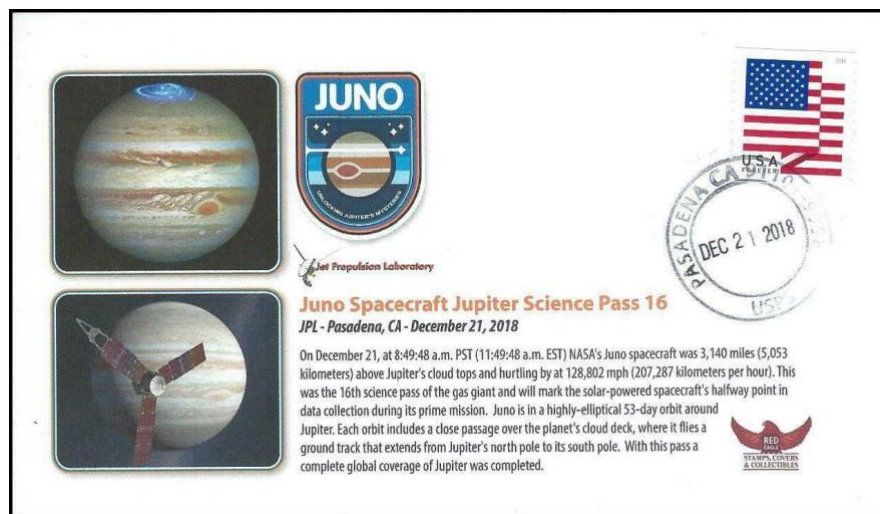 JUNO
UNLOCKING JUPITER'S MYSTERIES
USA
FOREVER
PASADENA CA
DEC 21 2018
USPS
Jet Propulsion Laboratory
Juno Spacecraft Jupiter Science Pass 16
JPL - Pasadena, CA - December 21, 2018
On December 21, at 8:49:48 a.m. PST (11:49:48 a.m. EST) NASA's Juno spacecraft was 3,140 miles (5,053
kilometers) above Jupiter's cloud tops and hurtling by at 128,802 mph (207,287 kilometers per hour). This
was the 16th science pass of the gas giant and will mark the solar-powered spacecraft's halfway point in
data collection during its prime mission. Juno is in a highly-elliptical 53-day orbit around
Jupiter. Each orbit includes a close passage over the planet's cloud deck, where it flies a
ground track that extends from Jupiter's north pole to its south pole. With this pass a
complete global coverage of Jupiter was completed.
RED
EAGLE
STAMPS, COVERS
& COLLECTIBLES